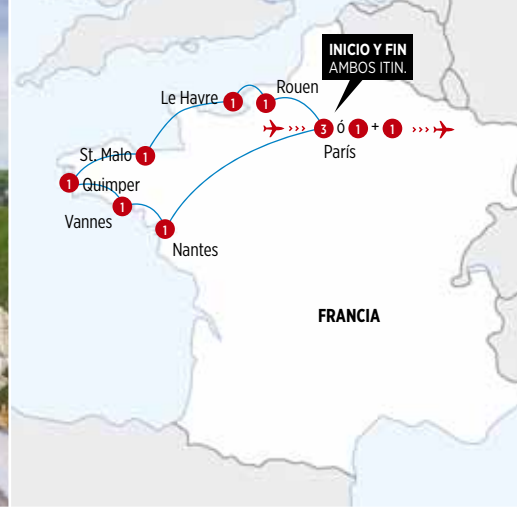 INICIO Y FIN
AMBOS ITIN.
Rouen
Le Havre 1 1
3 ó 1 + 1
París
St. Malo 1
1 Quimper
1
Vannes
1
Nantes
FRANCIA